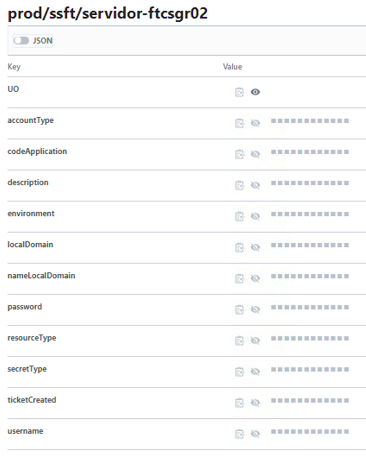 prod/ssft/servidor-ftcsgr02
JSON
Key Value
UO
accountType
codeApplication
description
environment
localDomain
nameLocalDomain
password
resourceType
secretType
ticketCreated
username